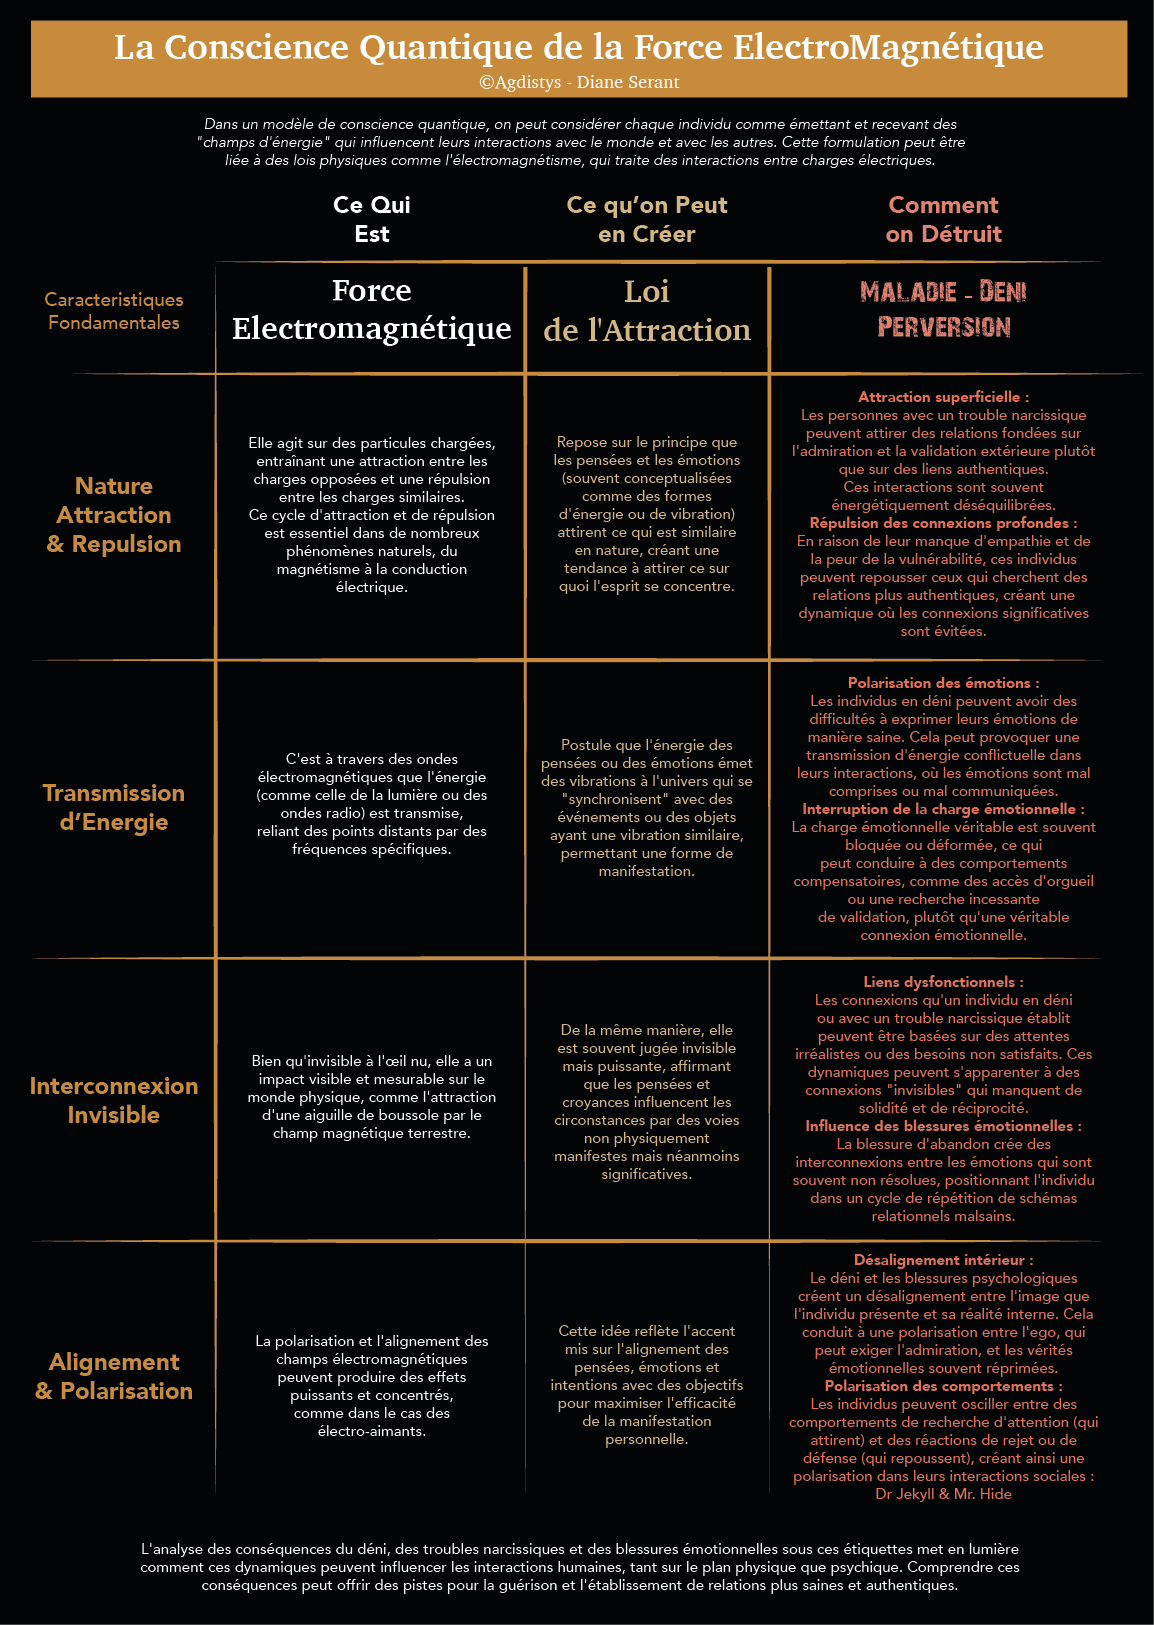 La Conscience Quantique de la Force ElectroMagnétique
©Agdistys - Diane Serant
Dans un modèle de conscience quantique, on peut considérer chaque individu comme émettant et recevant des
"champs d'énergie" qui influencent leurs interactions avec le monde et avec les autres. Cette formulation peut être
liée à des lois physiques comme l'électromagnétisme, qui traite des interactions entre charges électriques.
Ce Qui
Est
Ce qu’on Peut
en Créer
Comment
on Détruit
Caracteristiques
Fondamentales
Force
Electromagnétique
Loi
de l'Attraction
Maladie - Deni
Perversion
Nature
Attraction
& Repulsion
Elle agit sur des particules chargées,
entraînant une attraction entre les
charges opposées et une répulsion
entre les charges similaires.
Ce cycle d'attraction et de répulsion
est essentiel dans de nombreux
phénomènes naturels, du
magnétisme à la conduction
électrique.
Repose sur le principe que
les pensées et les émotions
(souvent conceptualisées
comme des formes
d'énergie ou de vibration)
attirent ce qui est similaire
en nature, créant une
tendance à attirer ce sur
quoi l'esprit se concentre.
Attraction superficielle :
Les personnes avec un trouble narcissique
peuvent attirer des relations fondées sur
l'admiration et la validation extérieure plutôt
que sur des liens authentiques.
Ces interactions sont souvent
énergétiquement déséquilibrées.
Répulsion des connexions profondes :
En raison de leur manque d'empathie et de
la peur de la vulnérabilité, ces individus
peuvent repousser ceux qui cherchent des
relations plus authentiques, créant une
dynamique où les connexions significatives
sont évitées.
Transmission
d’Energie
C'est à travers des ondes
électromagnétiques que l'énergie
(comme celle de la lumière ou des
ondes radio) est transmise,
reliant des points distants par des
fréquences spécifiques.
Postule que l'énergie des
pensées ou des émotions émet
des vibrations à l'univers qui se
"synchronisent" avec des
événements ou des objets
ayant une vibration similaire,
permettant une forme de
manifestation.
Polarisation des émotions :
Les individus en déni peuvent avoir des
difficultés à exprimer leurs émotions de
manière saine. Cela peut provoquer une
transmission d'énergie conflictuelle dans
leurs interactions, où les émotions sont mal
comprises ou mal communiquées.
Interruption de la charge émotionnelle :
La charge émotionnelle véritable est souvent
bloquée ou déformée, ce qui
peut conduire à des comportements
compensatoires, comme des accès d'orgueil
ou une recherche incessante
de validation, plutôt qu'une véritable
connexion émotionnelle.
Interconnexion
Invisible
Bien qu'invisible à l'œil nu, elle a un
impact visible et mesurable sur le
monde physique, comme l'attraction
d'une aiguille de boussole par le
champ magnétique terrestre.
De la même manière, elle
est souvent jugée invisible
mais puissante, affirmant
que les pensées et
croyances influencent les
circonstances par des voies
non physiquement
manifestes mais néanmoins
significatives.
Liens dysfonctionnels :
Les connexions qu'un individu en déni
ou avec un trouble narcissique établit
peuvent être basées sur des attentes
irréalistes ou des besoins non satisfaits. Ces
dynamiques peuvent s'apparenter à des
connexions "invisibles" qui manquent de
solidité et de réciprocité.
Influence des blessures émotionnelles :
La blessure d'abandon crée des
interconnexions entre les émotions qui sont
souvent non résolues, positionnant l'individu
dans un cycle de répétition de schémas
relationnels malsains.
Alignement
& Polarisation
La polarisation et l'alignement des
champs électromagnétiques
peuvent produire des effets
puissants et concentrés,
comme dans le cas des
électro-aimants.
Cette idée reflète l'accent
mis sur l'alignement des
pensées, émotions et
intentions avec des objectifs
pour maximiser l'efficacité
de la manifestation
personnelle.
Désalignement intérieur :
Le déni et les blessures psychologiques
créent un désalignement entre l'image que
l'individu présente et sa réalité interne. Cela
conduit à une polarisation entre l'ego, qui
peut exiger l'admiration, et les vérités
émotionnelles souvent réprimées.
Polarisation des comportements :
Les individus peuvent osciller entre des
comportements de recherche d'attention (qui
attirent) et des réactions de rejet ou de
défense (qui repoussent), créant ainsi une
polarisation dans leurs interactions sociales :
Dr Jekyll & Mr. Hide
L'analyse des conséquences du déni, des troubles narcissiques et des blessures émotionnelles sous ces étiquettes met en lumière
comment ces dynamiques peuvent influencer les interactions humaines, tant sur le plan physique que psychique. Comprendre ces
conséquences peut offrir des pistes pour la guérison et l'établissement de relations plus saines et authentiques.